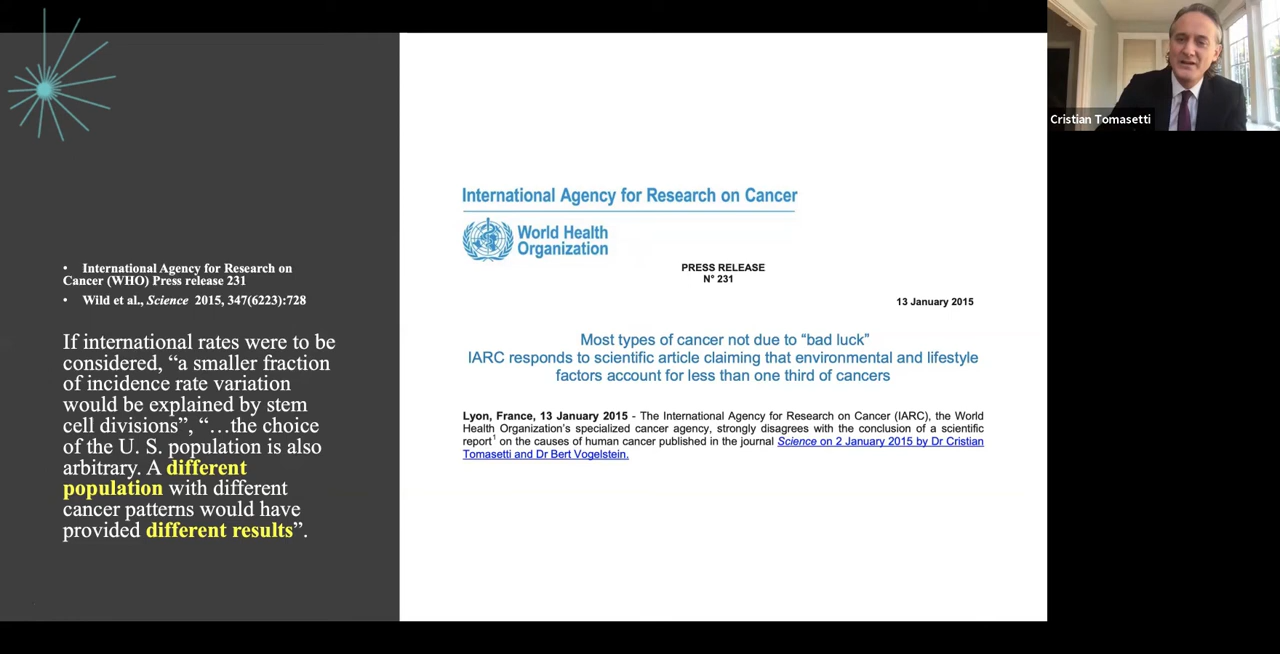 • International Agency for Research on
Cancer (WHO) Press release 231
• Wild et al., Science 2015, 347(6223):728
If international rates were to be
considered, “a smaller fraction
of incidence rate variation
would be explained by stem
cell divisions”, “…the choice
of the U. S. population is also
arbitrary. A different
population with different
cancer patterns would have
provided different results”.
International Agency for Research on Cancer
World Health
Organization
PRESS RELEASE
N° 231
13 January 2015
Most types of cancer not due to “bad luck”
IARC responds to scientific article claiming that environmental and lifestyle
factors account for less than one third of cancers
Lyon, France, 13 January 2015 - The International Agency for Research on Cancer (IARC), the World
Health Organization's specialized cancer agency, strongly disagrees with the conclusion of a scientific
report1 on the causes of human cancer published in the journal Science on 2 January 2015 by Dr Cristian
Tomasetti and Dr Bert Vogelstein.
Cristian Tomasetti